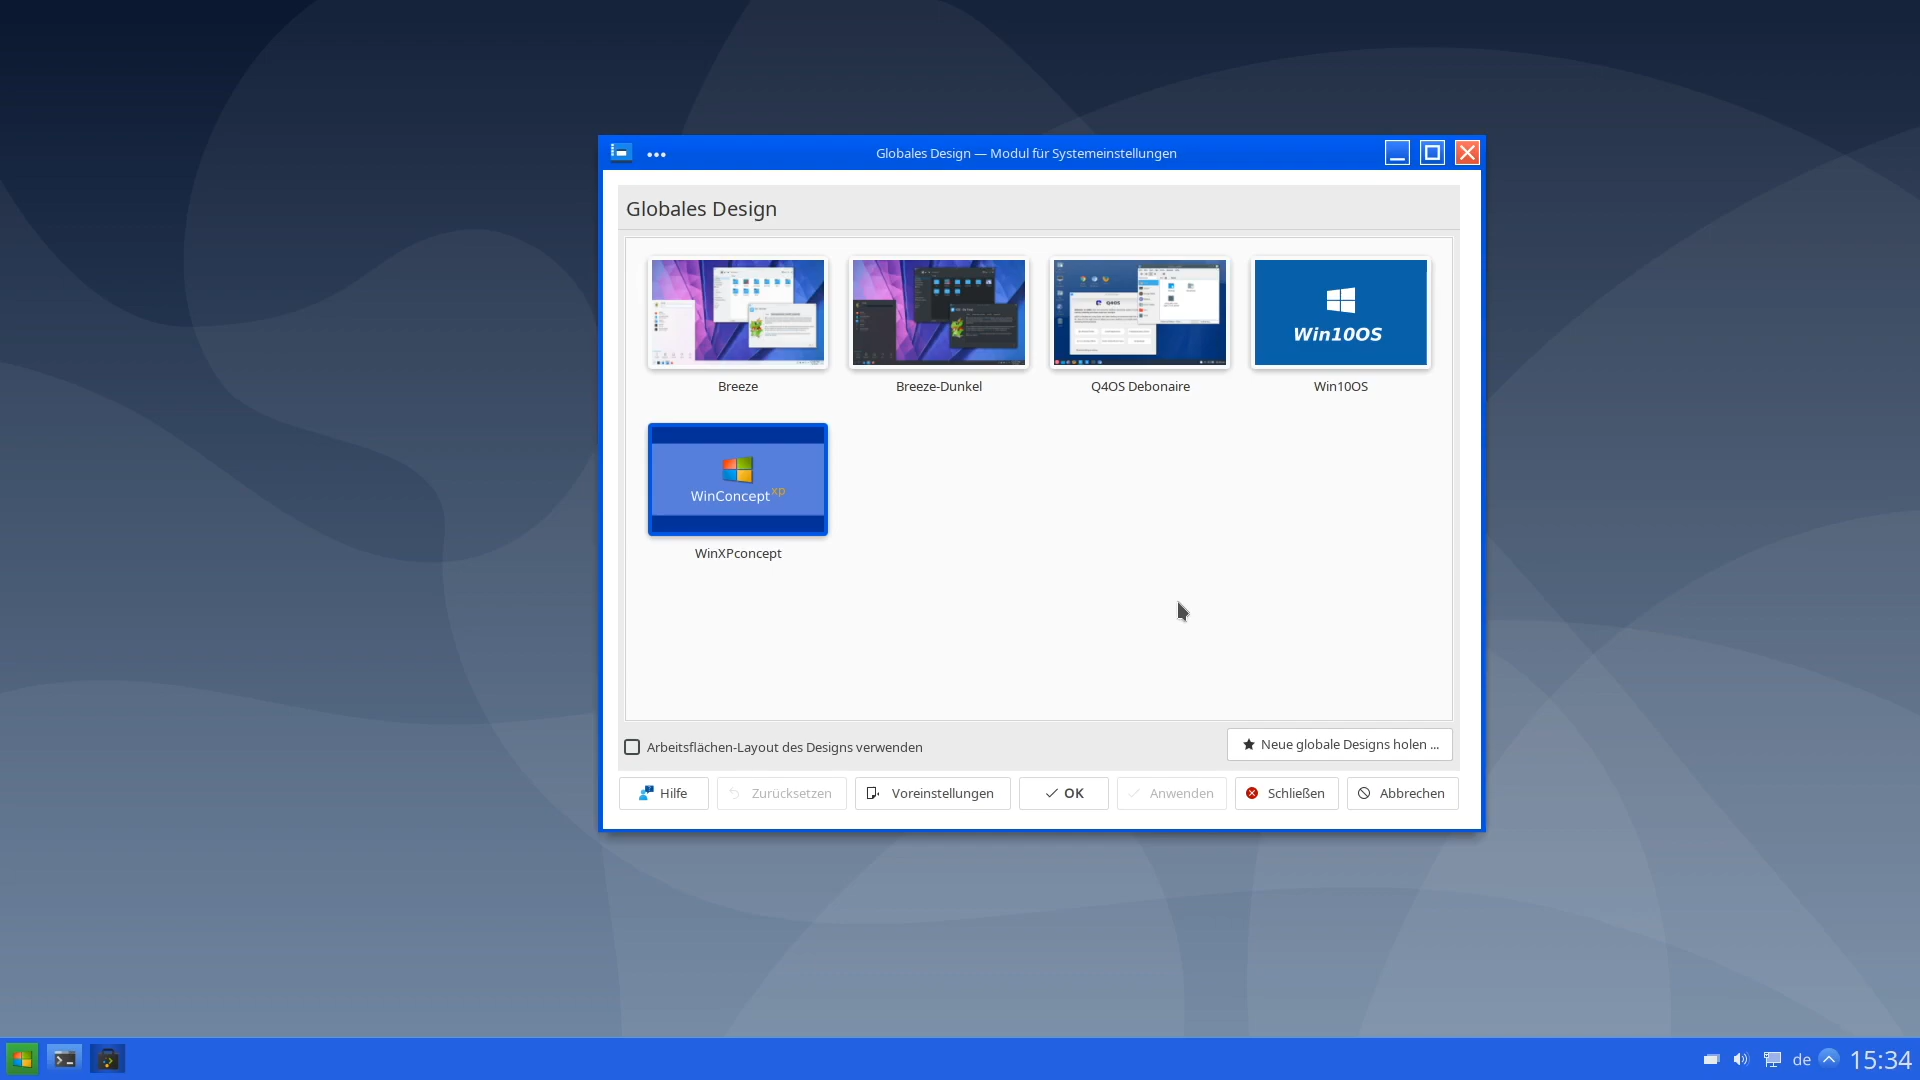 Globales Design — Modul für Systemeinstellungen
Globales Design
Q4OS
Win10OS
Breeze
Breeze-Dunkel
Q4OS Debonaire
Win10OS
WinConcept xp
WinXPconcept
Arbeitsflächen-Layout des Designs verwenden
Neue globale Designs holen ...
Hilfe
Zurücksetzen
Voreinstellungen
OK
Anwenden
Schließen
Abbrechen
de
15:34